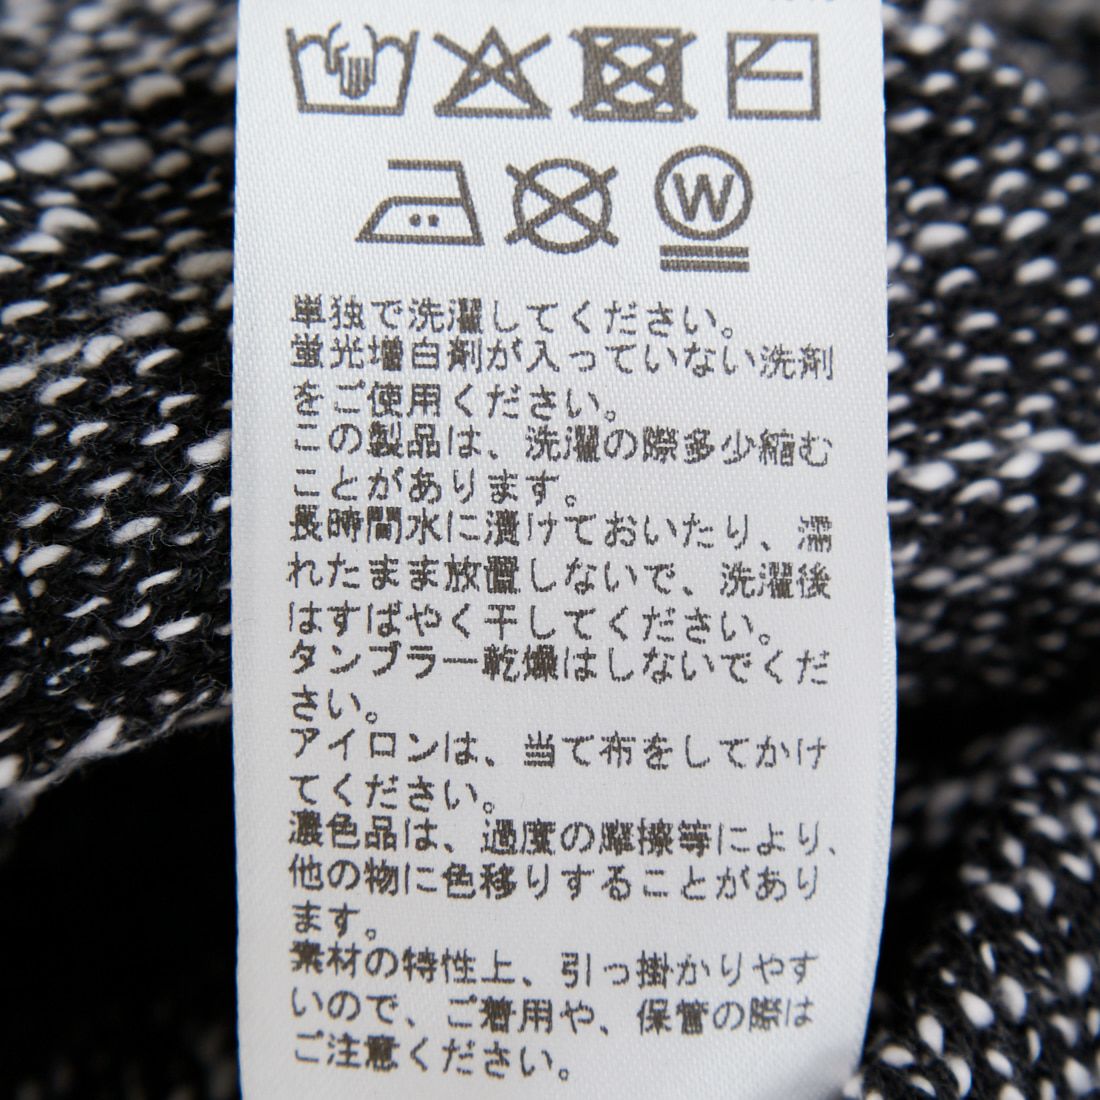 W
単独で洗濯してください。
蛍光増白剤が入っていない洗剤
をご使用ください。
この製品は、洗濯の際多少縮む
ことがあります。
長時間水に漬けておいたり、濡
れたまま放置しないで、洗濯後
はすばやく干してください。
タンブラー乾燥はしないでくだ
さい。
アイロンは、当て布をしてかけ
てください。
濃色品は、過度の摩擦等により、
他の物に色移りすることがあり
ます。
素材の特性上、引っ掛かりやす
いので、ご着用や、保管の際は
ご注意ください。